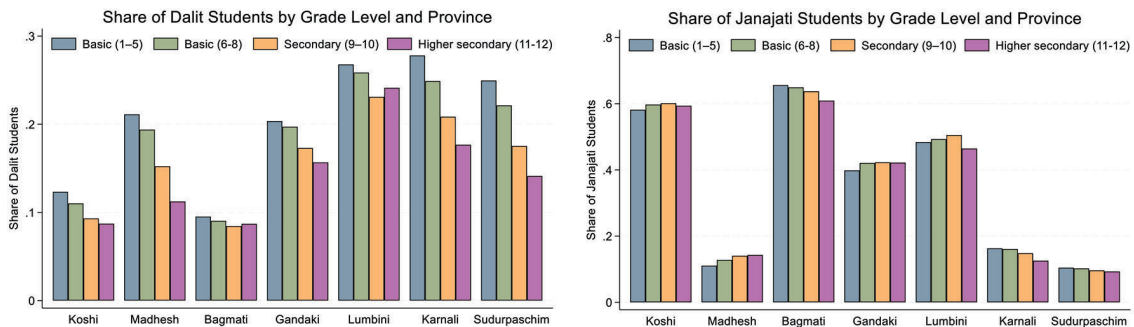 Share of Dalit Students by Grade Level and Province
Basic (1–5) Basic (6-8) Secondary (9–10) Higher secondary (11-12)
Share of Dalit Students
.3
.2
.1
0
Koshi Madhesh Bagmati Gandaki Lumbini Karnali Sudurpaschim
Share of Janajati Students by Grade Level and Province
Basic (1–5) Basic (6-8) Secondary (9–10) Higher secondary (11-12)
Share of Janajati Students
.8
.6
.4
.2
0
Koshi Madhesh Bagmati Gandaki Lumbini Karnali Sudurpaschim